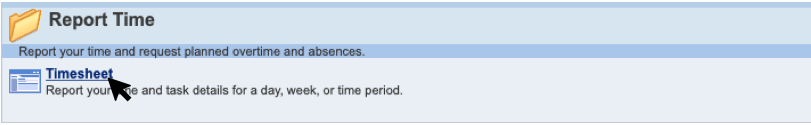 Report Time
Report your time and request planned overtime and absences.
Timesheet
Report your time and task details for a day, week, or time period.